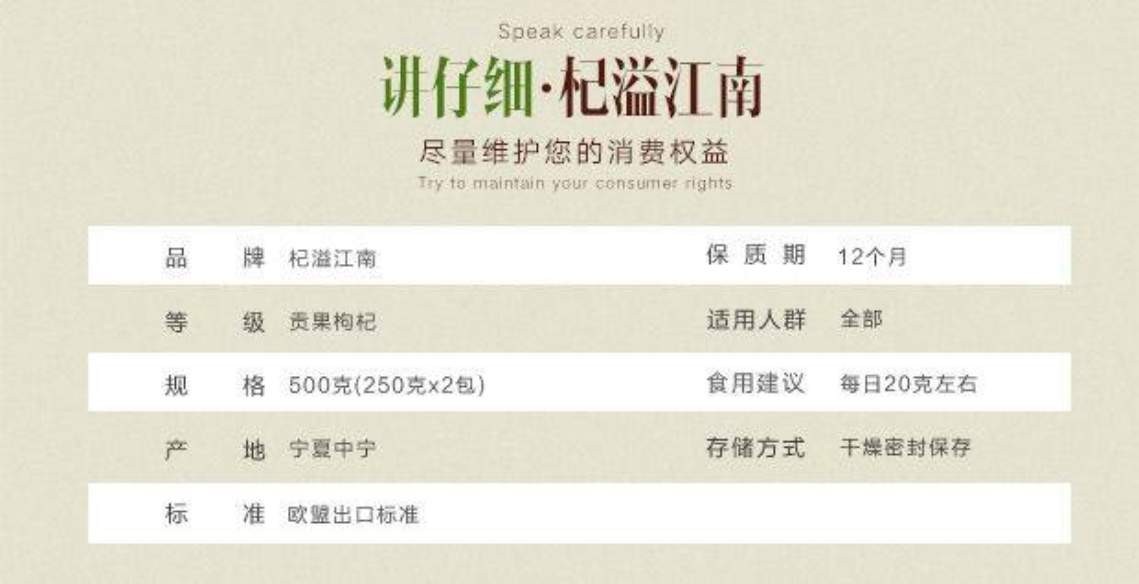 Speak carefully
讲仔细·杞溢江南
尽量维护您的消费权益
Try to maintain your consumer rights
品牌 杞溢江南 保质期 12个月
等级 贡果枸杞 适用人群 全部
规格 500克(250克x2包) 食用建议 每日20克左右
产地 宁夏中宁 存储方式 干燥密封保存
标准 欧盟出口标准